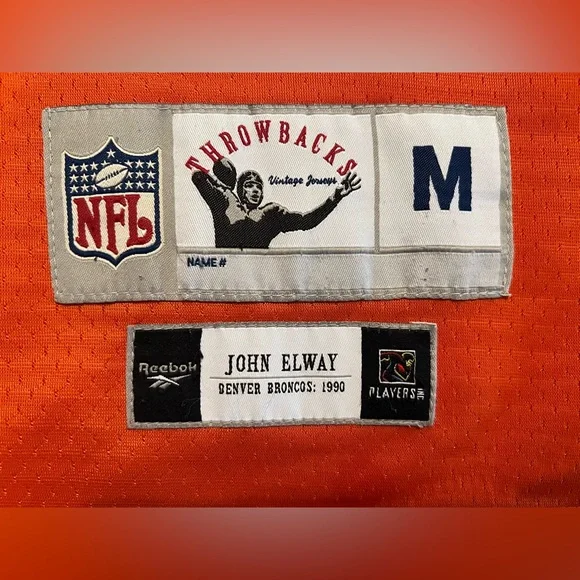 THROWBACKS
Vintage Jerseys
NFL
M
NAME #
Reebok
JOHN ELWAY
DENVER BRONCOS: 1990
PLAYERS INC